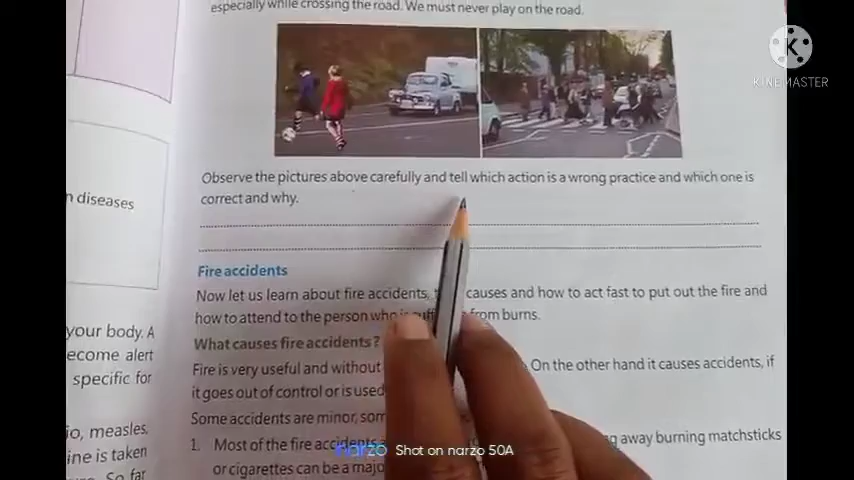 especially while crossing the road. We must never play on the road.
K
KINEMASTER
Observe the pictures above carefully and tell which action is a wrong practice and which one is
correct and why.
n diseases
Fire accidents
Now let us learn about fire accidents, causes and how to act fast to put out the fire and
how to attend to the person who is from burns.
your body. A
What causes fire accidents?
ecome alert
Fire is very useful and without On the other hand it causes accidents, if
specific for
it goes out of control or is used
Some accidents are minor,
io, measles.
1. Most of the fire accidents away burning matchsticks
ine is taken
or cigarettes can be a
So far
narzo Shot on narzo 50A